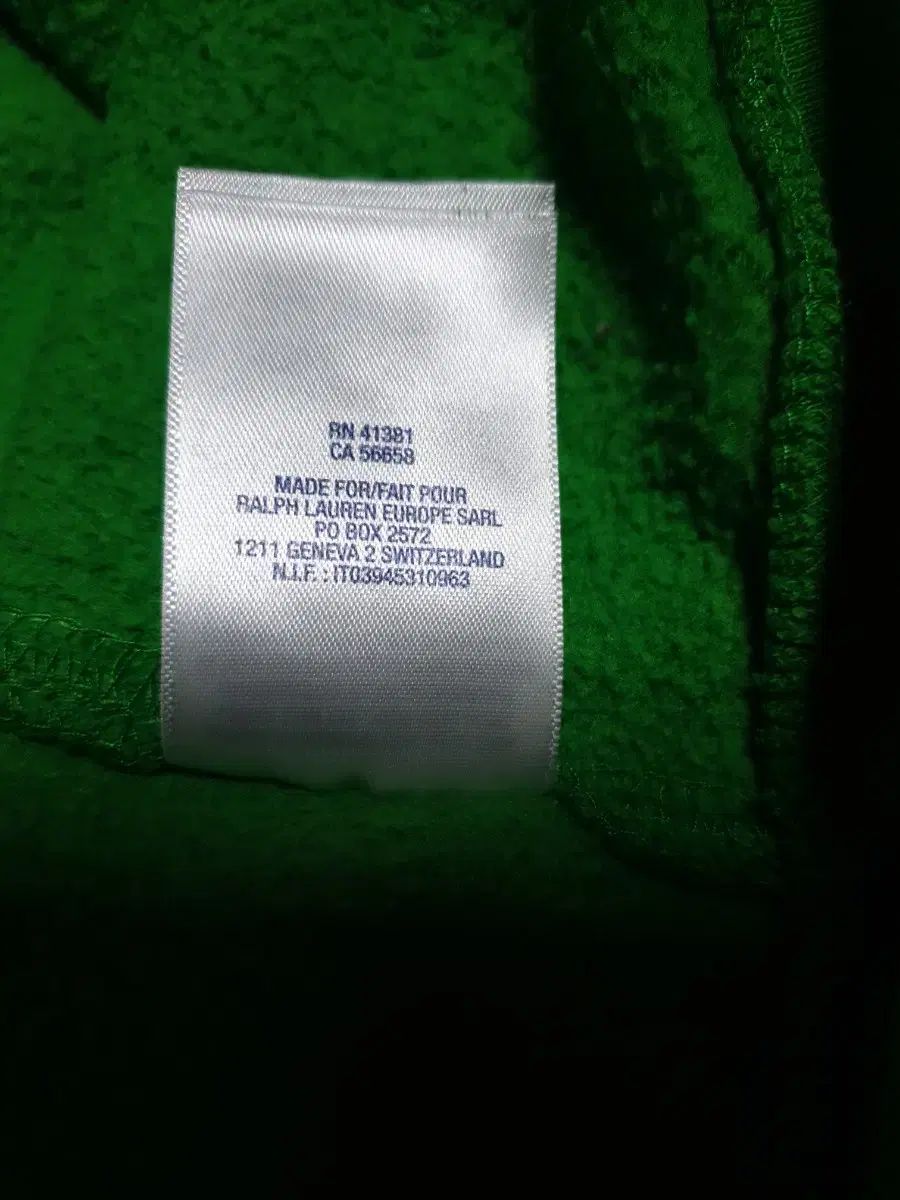 RN 41381
CA 56658
MADE FOR/FAIT POUR
RALPH LAUREN EUROPE SARL
PO BOX 2572
1211 GENEVA 2 SWITZERLAND
N.I.F. : IT03945310963